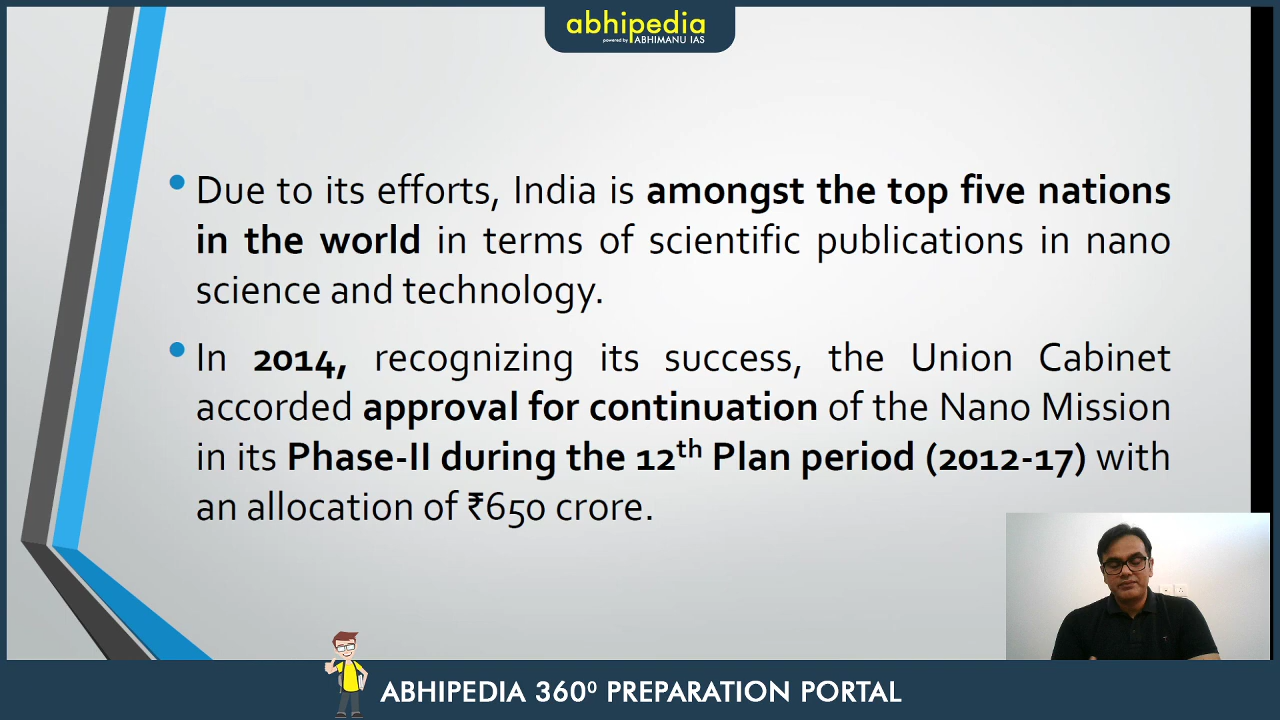 abhipedia
powered by ABHIMANU IAS
Due to its efforts, India is amongst the top five nations
in the world in terms of scientific publications in nano
science and technology.
In 2014, recognizing its success, the Union Cabinet
accorded approval for continuation of the Nano Mission
in its Phase-II during the 12th Plan period (2012-17) with
an allocation of ₹650 crore.
ABHIPEDIA 360⁰ PREPARATION PORTAL